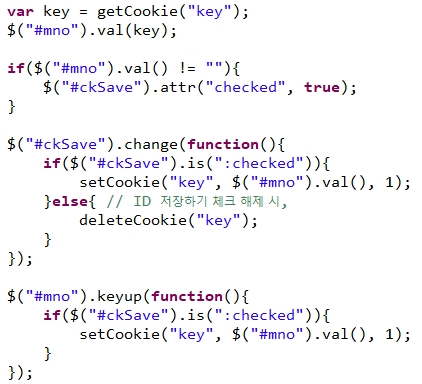 var key = getCookie("key");
$("#mno").val(key);

if($("#mno").val() != ""){
    $("#ckSave").attr("checked", true);
}

$("#ckSave").change(function(){
    if($("#ckSave").is(":checked")){
        setCookie("key", $("#mno").val(), 1);
    }else{ // ID 저장하기 체크 해제 시,
        deleteCookie("key");
    }
});

$("#mno").keyup(function(){
    if($("#ckSave").is(":checked")){
        setCookie("key", $("#mno").val(), 1);
    }
});